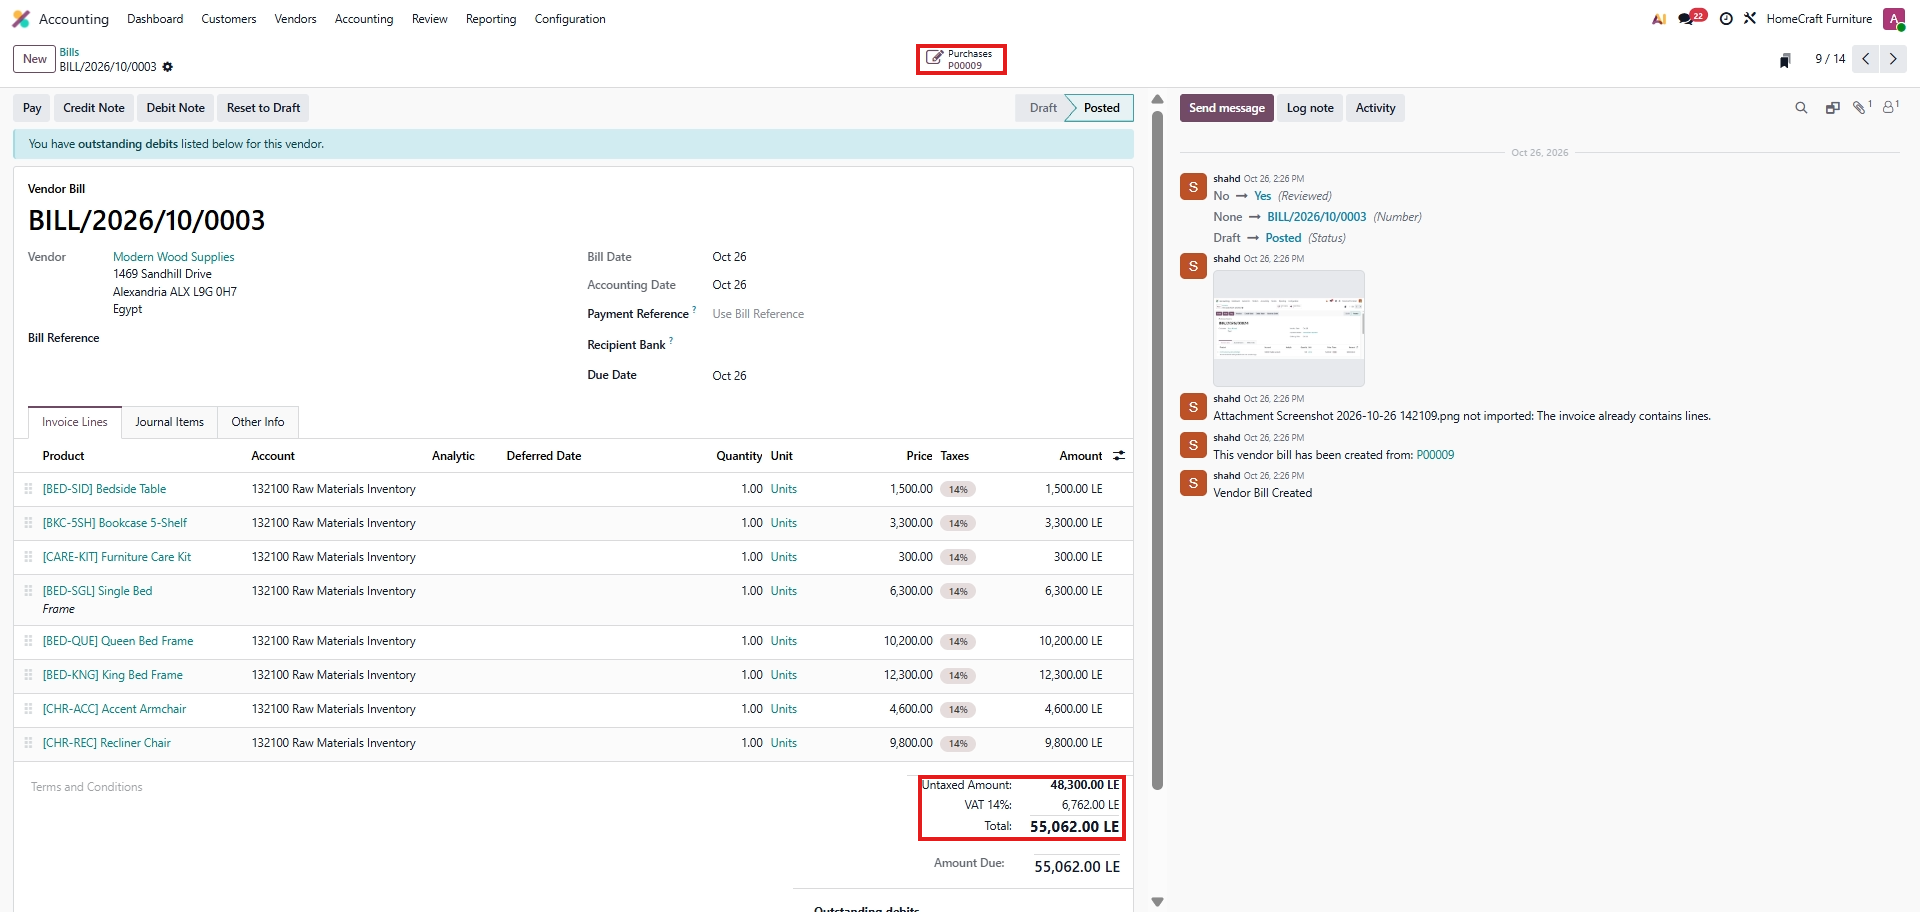 Accounting Dashboard Customers Vendors Accounting Review Reporting Configuration
AI 22 HomeCraft Furniture A
New Bills
BILL/2026/10/0003
Purchases
P00009
9 / 14
Pay Credit Note Debit Note Reset to Draft Draft Posted
You have outstanding debits listed below for this vendor.
Vendor Bill
BILL/2026/10/0003
Vendor Modern Wood Supplies
1469 Sandhill Drive
Alexandria ALX L9G 0H7
Egypt
Bill Reference
Bill Date Oct 26
Accounting Date Oct 26
Payment Reference ? Use Bill Reference
Recipient Bank ?
Due Date Oct 26
Invoice Lines Journal Items Other Info
Product Account Analytic Deferred Date Quantity Unit Price Taxes Amount
[BED-SID] Bedside Table 132100 Raw Materials Inventory 1.00 Units 1,500.00 14% 1,500.00 LE
[BKC-5SH] Bookcase 5-Shelf 132100 Raw Materials Inventory 1.00 Units 3,300.00 14% 3,300.00 LE
[CARE-KIT] Furniture Care Kit 132100 Raw Materials Inventory 1.00 Units 300.00 14% 300.00 LE
[BED-SGL] Single Bed 132100 Raw Materials Inventory 1.00 Units 6,300.00 14% 6,300.00 LE
Frame
[BED-QUE] Queen Bed Frame 132100 Raw Materials Inventory 1.00 Units 10,200.00 14% 10,200.00 LE
[BED-KNG] King Bed Frame 132100 Raw Materials Inventory 1.00 Units 12,300.00 14% 12,300.00 LE
[CHR-ACC] Accent Armchair 132100 Raw Materials Inventory 1.00 Units 4,600.00 14% 4,600.00 LE
[CHR-REC] Recliner Chair 132100 Raw Materials Inventory 1.00 Units 9,800.00 14% 9,800.00 LE
Terms and Conditions
Untaxed Amount: 48,300.00 LE
VAT 14%: 6,762.00 LE
Total: 55,062.00 LE
Amount Due: 55,062.00 LE
Outstanding debits
Send message Log note Activity 1 1
Oct 26, 2026
S shahd Oct 26, 2:26 PM
No → Yes (Reviewed)
None → BILL/2026/10/0003 (Number)
Draft → Posted (Status)
S shahd Oct 26, 2:26 PM
S shahd Oct 26, 2:26 PM
Attachment Screenshot 2026-10-26 142109.png not imported: The invoice already contains lines.
S shahd Oct 26, 2:26 PM
This vendor bill has been created from: P00009
S shahd Oct 26, 2:26 PM
Vendor Bill Created